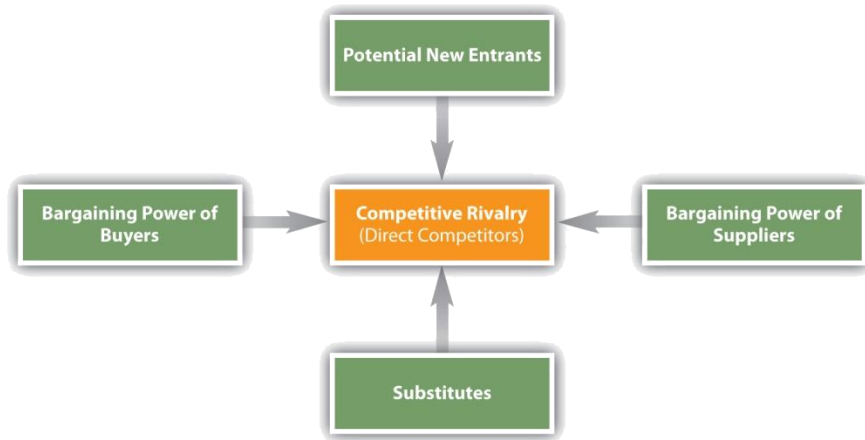 Potential New Entrants
Bargaining Power of
Buyers
Competitive Rivalry
(Direct Competitors)
Bargaining Power of
Suppliers
Substitutes